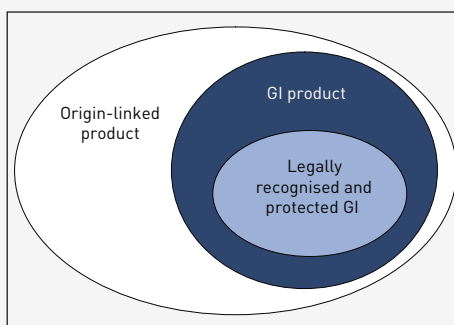 GI product
Origin-linked
product
Legally
recognised and
protected GI